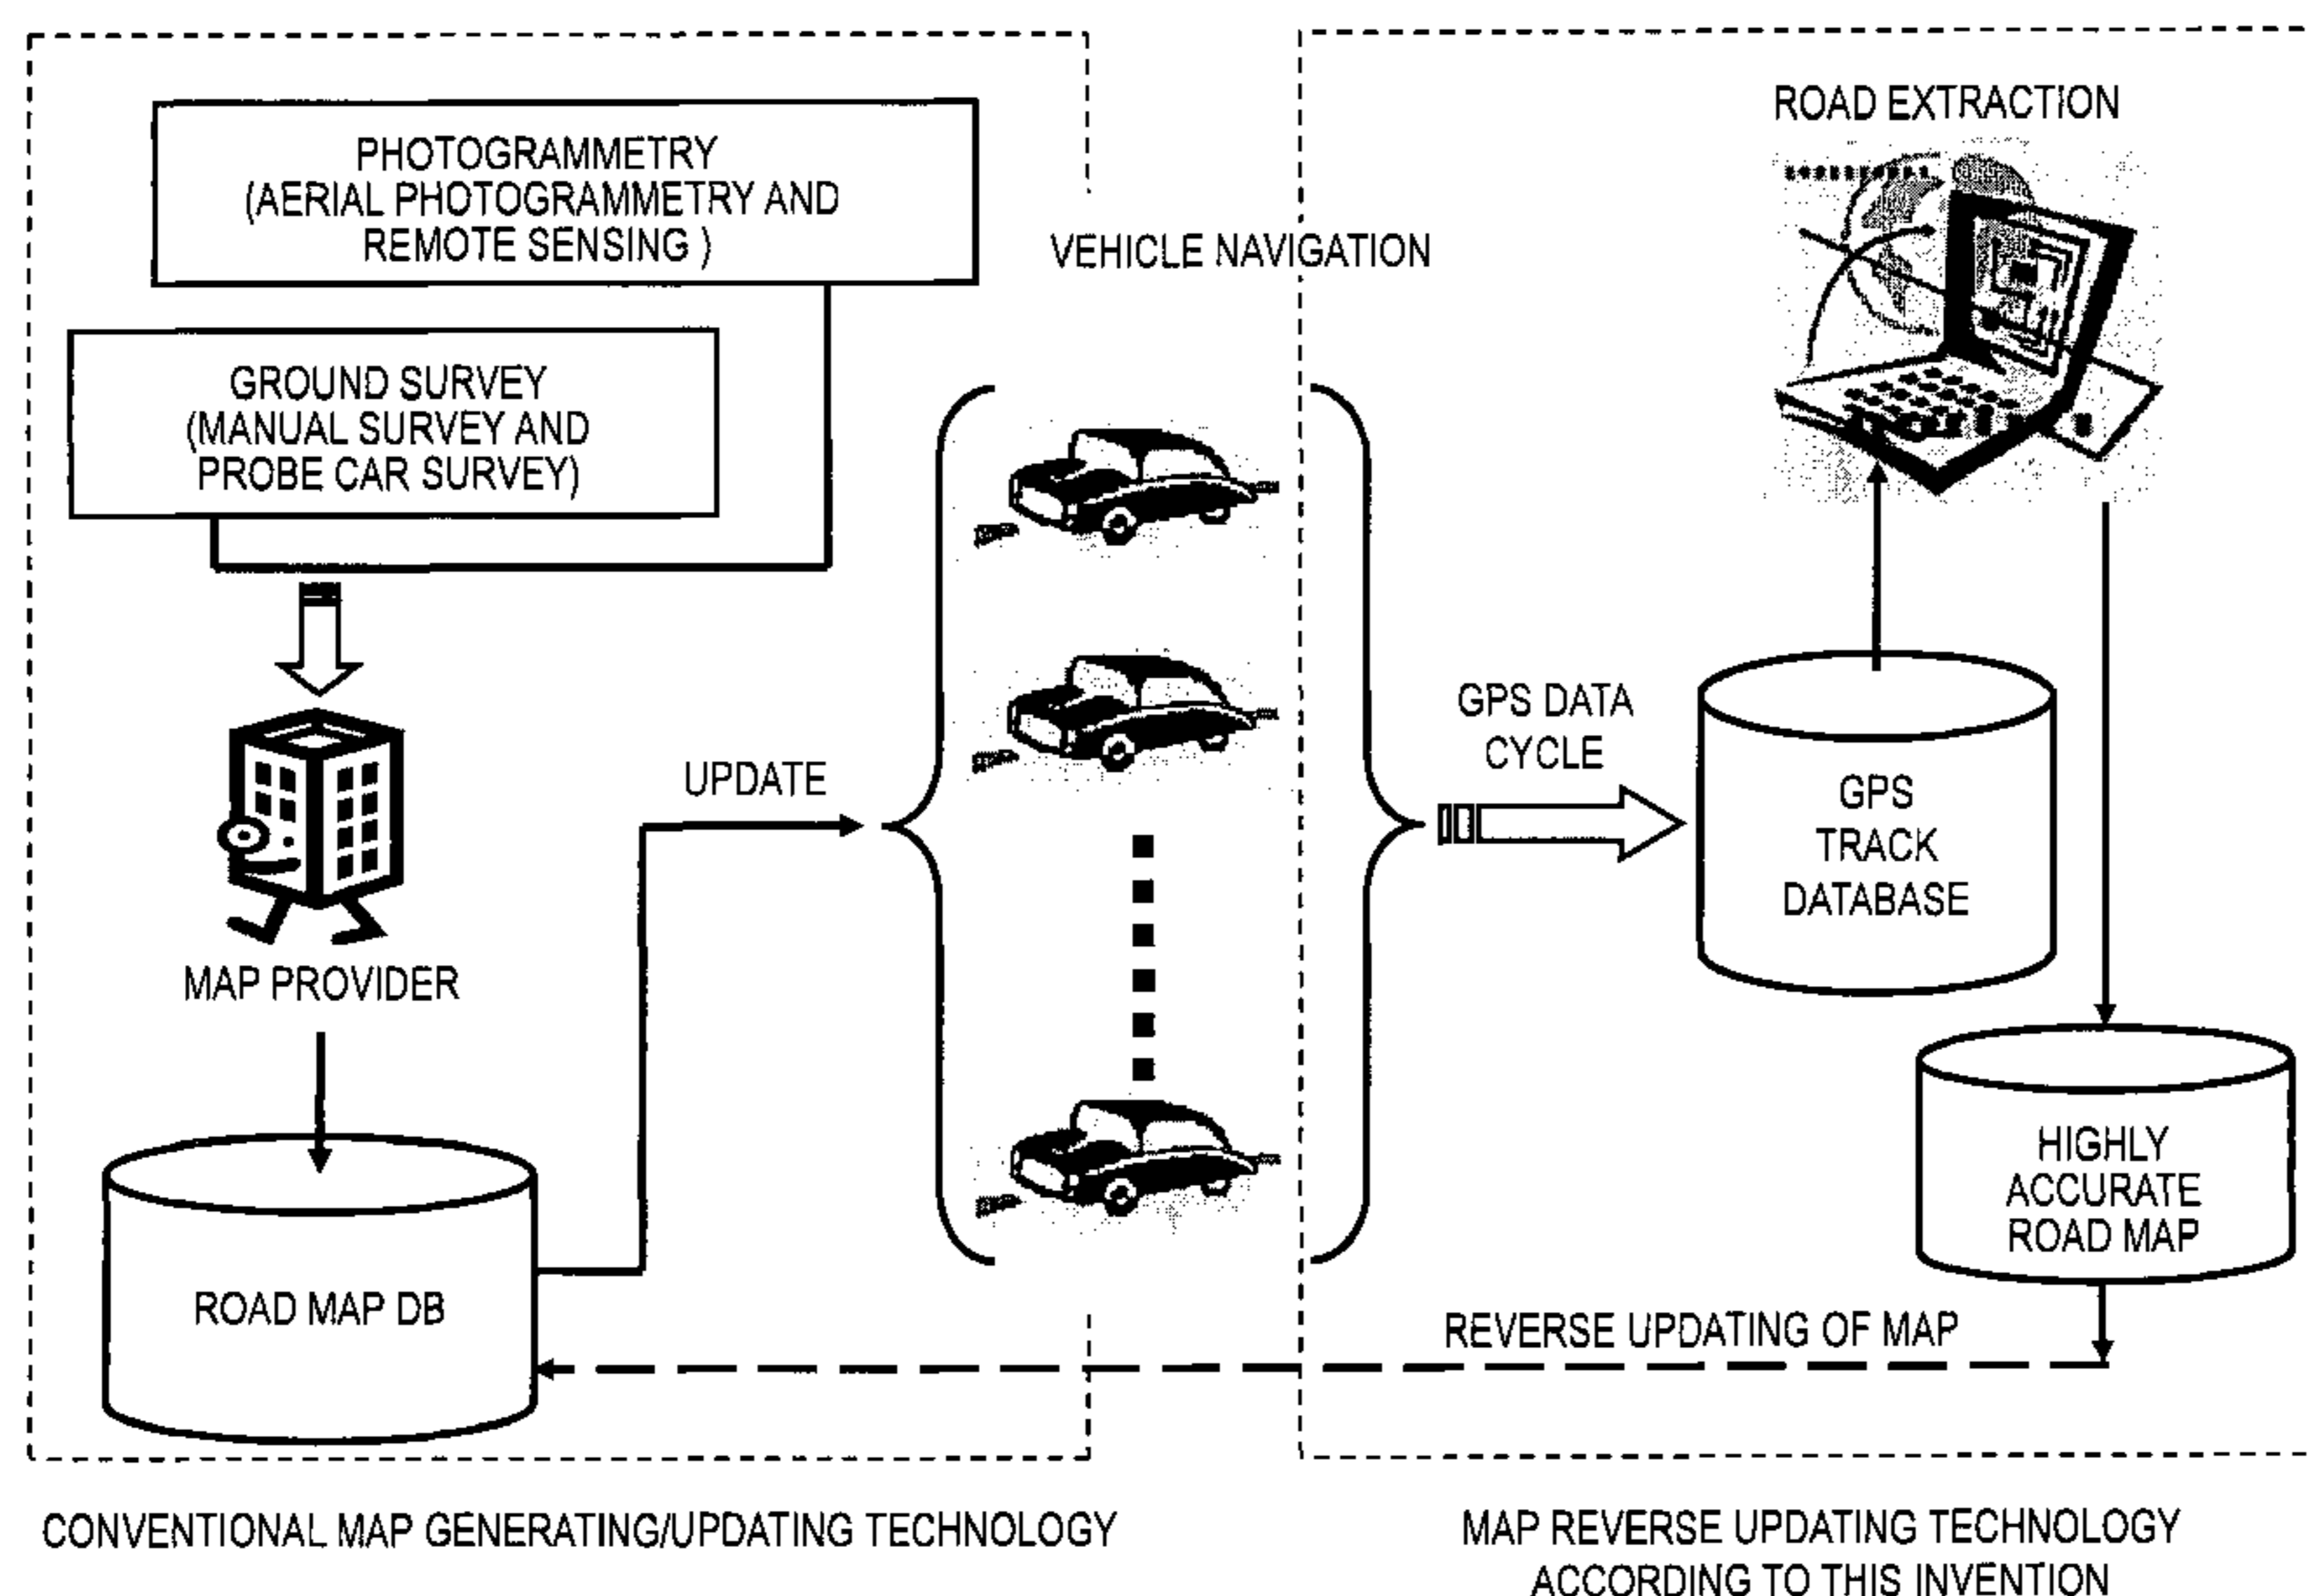 PHOTOGRAMMETRY
(AERIAL PHOTOGRAMMETRY AND
REMOTE SENSING )
GROUND SURVEY
(MANUAL SURVEY AND
PROBE CAR SURVEY)
MAP PROVIDER
ROAD MAP DB
UPDATE
VEHICLE NAVIGATION
GPS DATA
CYCLE
ROAD EXTRACTION
GPS
TRACK
DATABASE
HIGHLY
ACCURATE
ROAD MAP
REVERSE UPDATING OF MAP
CONVENTIONAL MAP GENERATING/UPDATING TECHNOLOGY
MAP REVERSE UPDATING TECHNOLOGY
ACCORDING TO THIS INVENTION